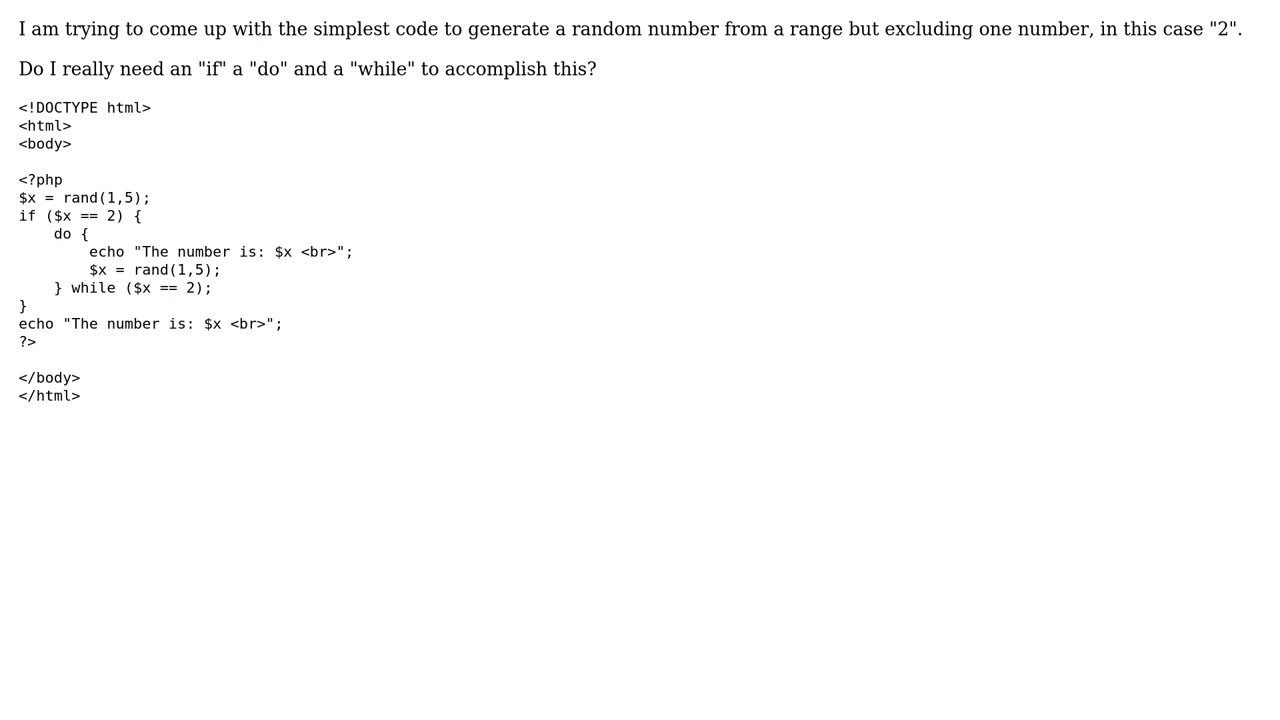 I am trying to come up with the simplest code to generate a random number from a range but excluding one number, in this case "2".
Do I really need an "if" a "do" and a "while" to accomplish this?
<!DOCTYPE html>
<html>
<body>

<?php
$x = rand(1,5);
if ($x == 2) {
    do {
        echo "The number is: $x <br>";
        $x = rand(1,5);
    } while ($x == 2);
}
echo "The number is: $x <br>";
?>

</body>
</html>